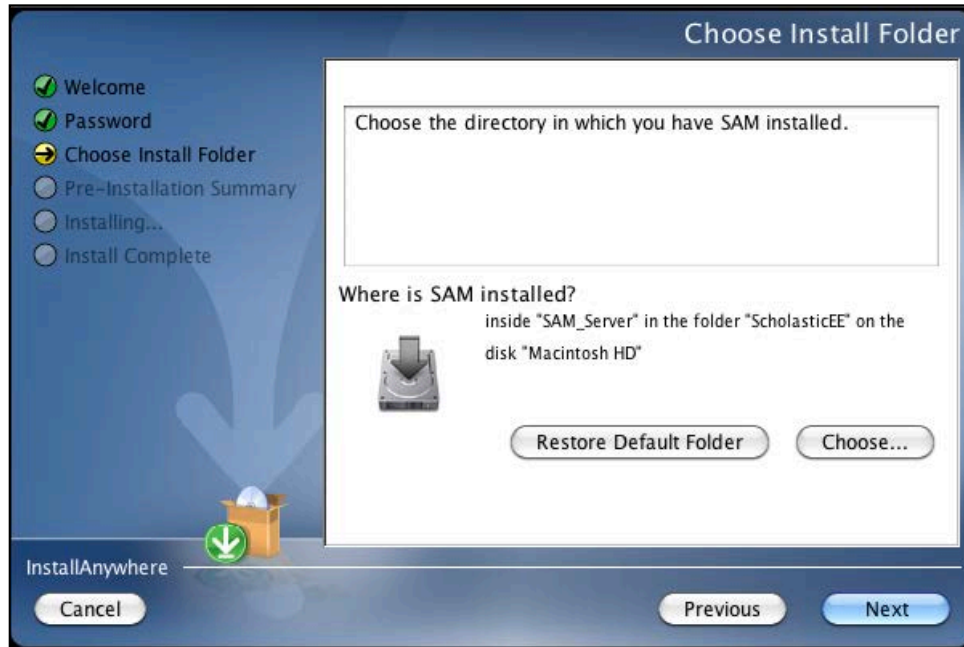 Choose Install Folder
Welcome
Password
Choose Install Folder
Pre-Installation Summary
Installing...
Install Complete
Choose the directory in which you have SAM installed.
Where is SAM installed?
inside "SAM_Server" in the folder "ScholasticEE" on the
disk "Macintosh HD"
Restore Default Folder
Choose...
InstallAnywhere
Cancel
Previous
Next